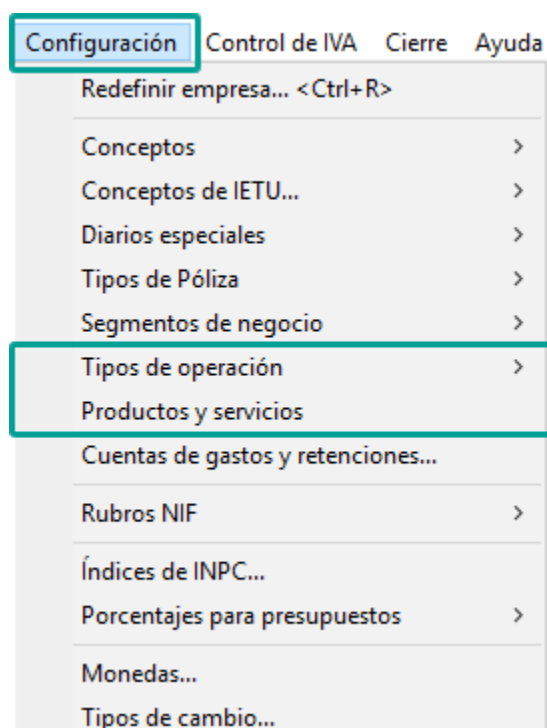 Configuración Control de IVA Cierre Ayuda
Redefinir empresa... <Ctrl+R>
Conceptos
Conceptos de IETU...
Diarios especiales
Tipos de Póliza
Segmentos de negocio
Tipos de operación
Productos y servicios
Cuentas de gastos y retenciones...
Rubros NIF
Índices de INPC...
Porcentajes para presupuestos
Monedas...
Tipos de cambio...